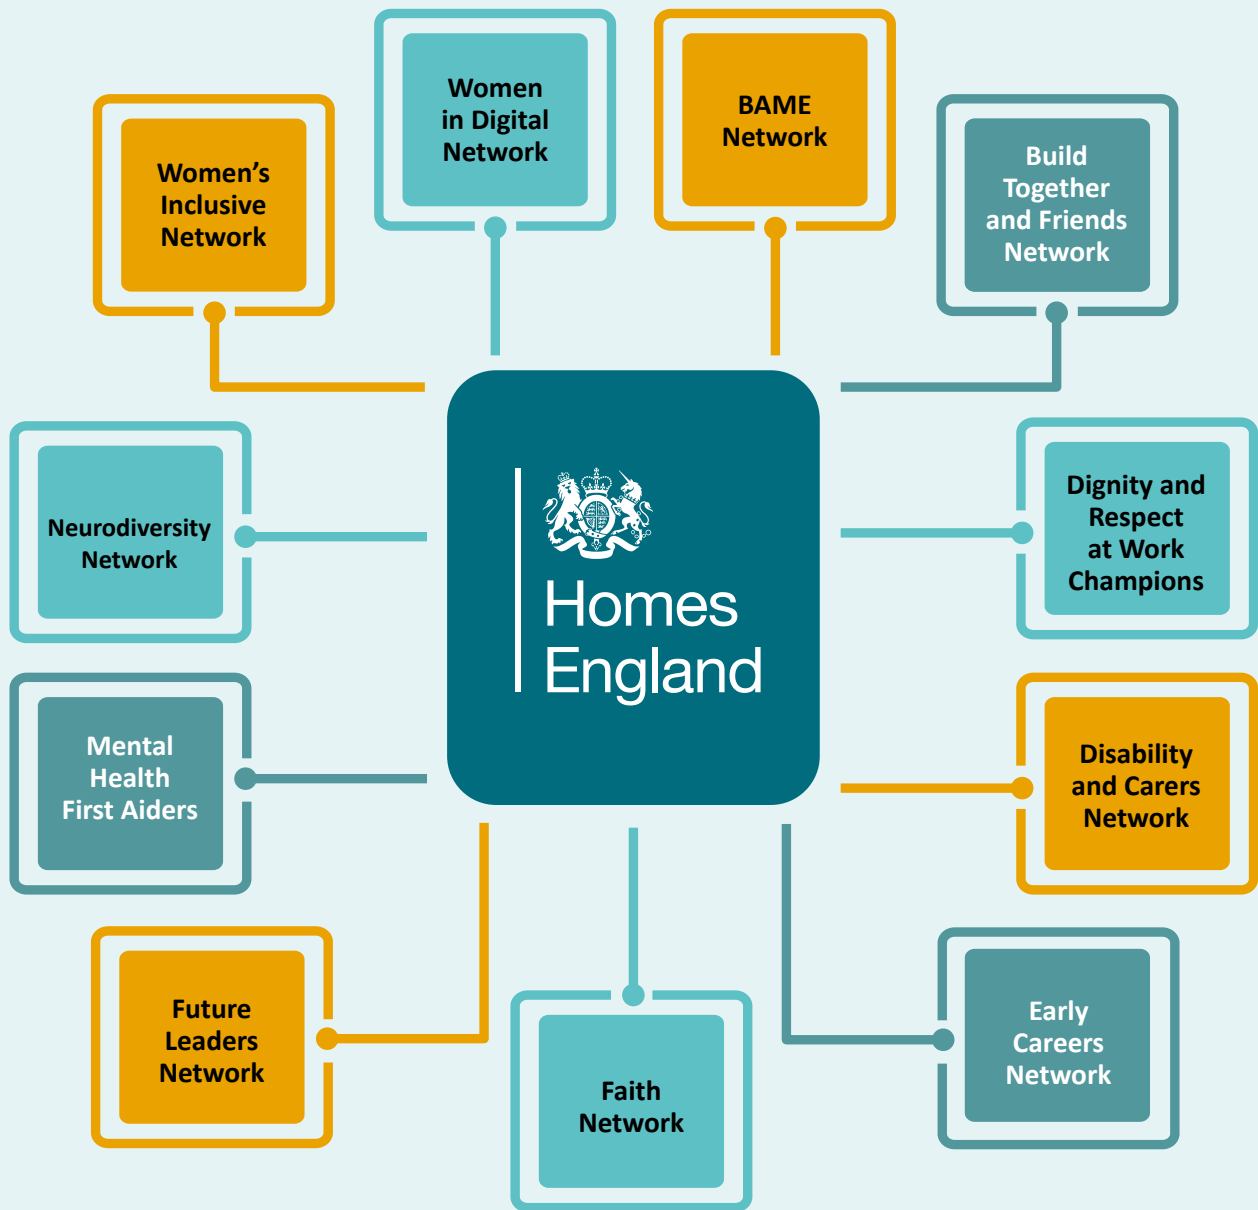 Women
in Digital
Network
BAME
Network
Women’s
Inclusive
Network
Build
Together
and Friends
Network
Neurodiversity
Network
Homes
England
Dignity and
Respect
at Work
Champions
Mental
Health
First Aiders
Disability
and Carers
Network
Future
Leaders
Network
Faith
Network
Early
Careers
Network